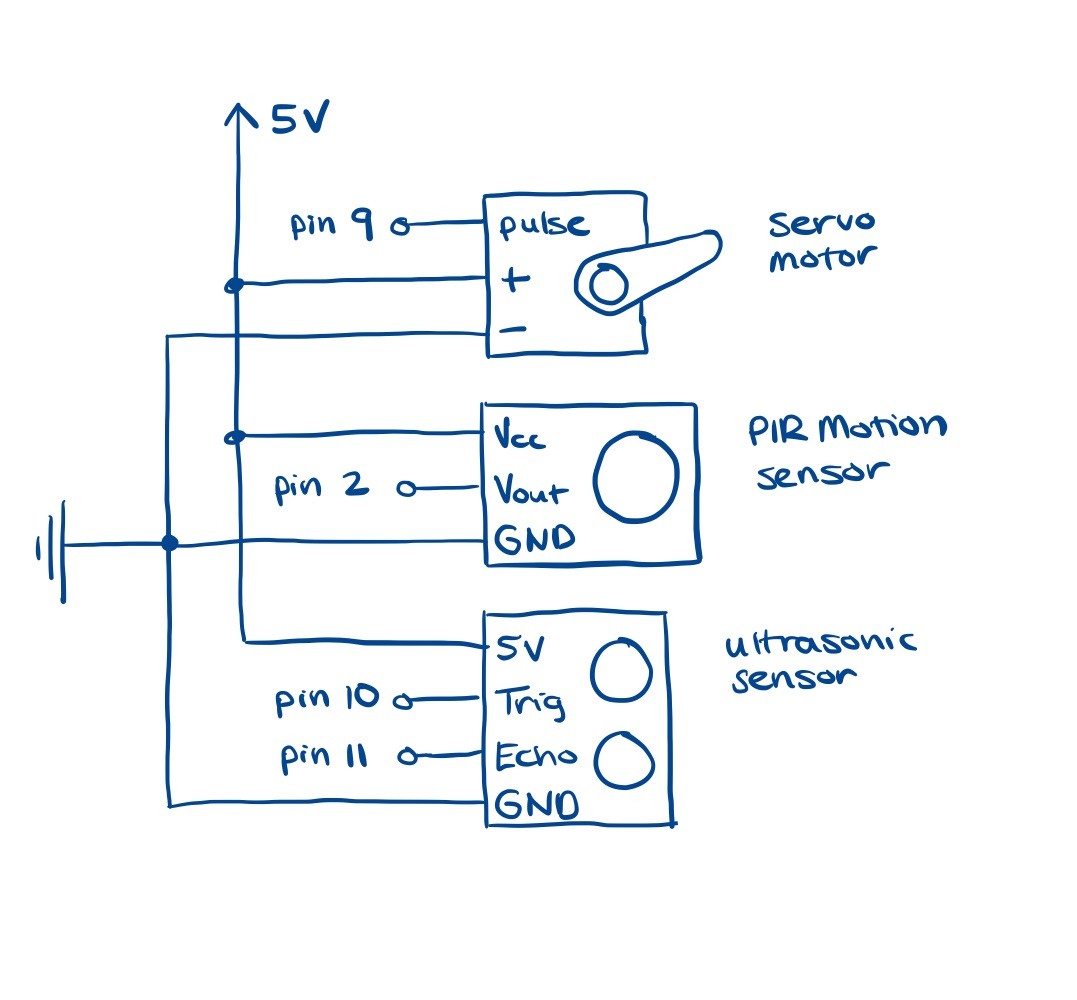 5V
pin 9
pulse
+
−
servo
motor
Vcc
pin 2
Vout
GND
PIR Motion
sensor
5V
pin 10
Trig
pin 11
Echo
GND
ultrasonic
sensor